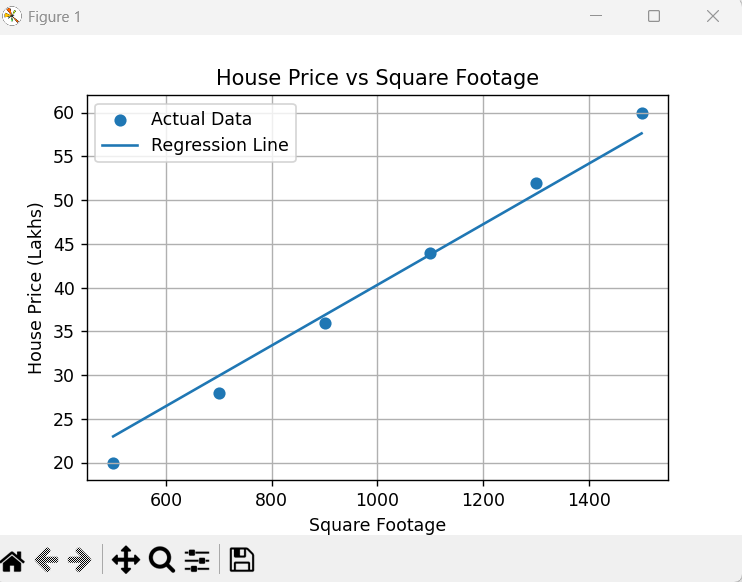 Figure 1
House Price vs Square Footage
Actual Data
Regression Line
60
55
50
45
40
35
30
25
20
House Price (Lakhs)
600 800 1000 1200 1400
Square Footage